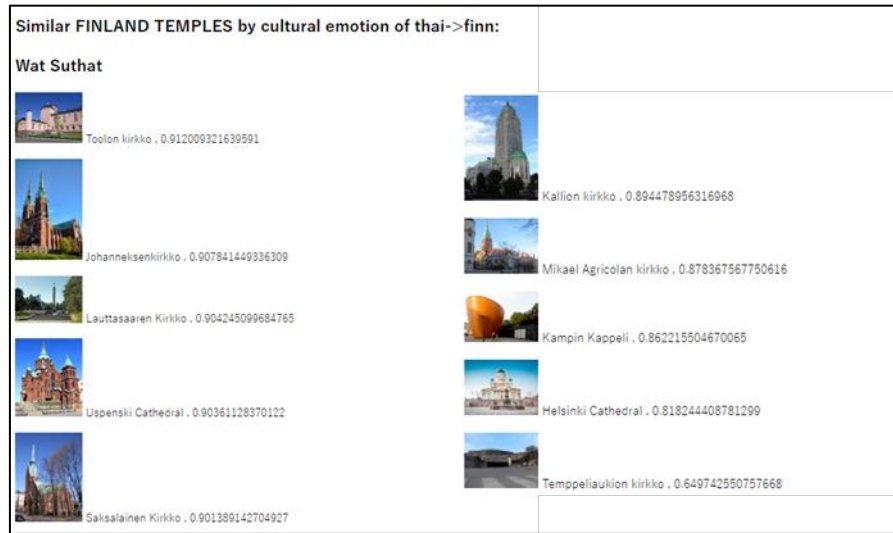 Similar FINLAND TEMPLES by cultural emotion of thai->finn:
Wat Suthat
Toolon kirkko , 0.912009321639591
Johanneksenkirkko , 0.907841449336309
Lauttasaaren Kirkko , 0.904245099684765
Uspenski Cathedral , 0.90361128370122
Saksalainen Kirkko , 0.901389142704927
Kallion kirkko , 0.894478956316968
Mikael Agricolan kirkko , 0.878367567750616
Kampin Kappeli , 0.862215504670065
Helsinki Cathedral , 0.818244408781299
Temppeliaukion kirkko , 0.649742550757668